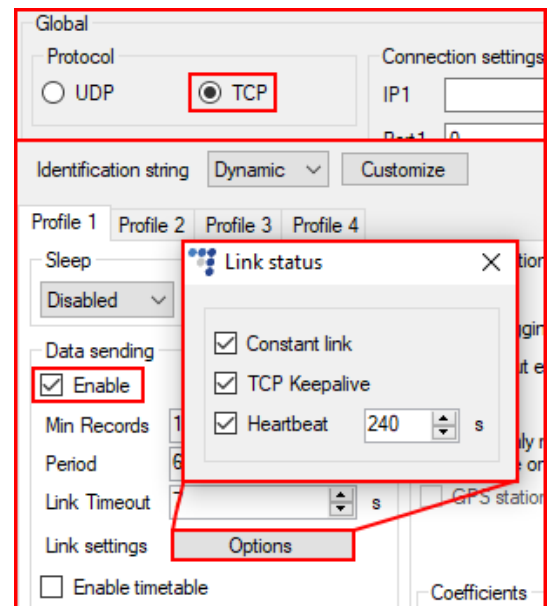 Global
Protocol
Connection settings
UDP
TCP
IP1
0
Identification string
Dynamic
Customize
Profile 1
Profile 2
Profile 3
Profile 4
Sleep
Disabled
Link status
Constant link
TCP Keepalive
Heartbeat
240
s
Data sending
Enable
Min Records
1
Period
6
Link Timeout
s
GPS station
Link settings
Options
Enable timetable
Coefficients